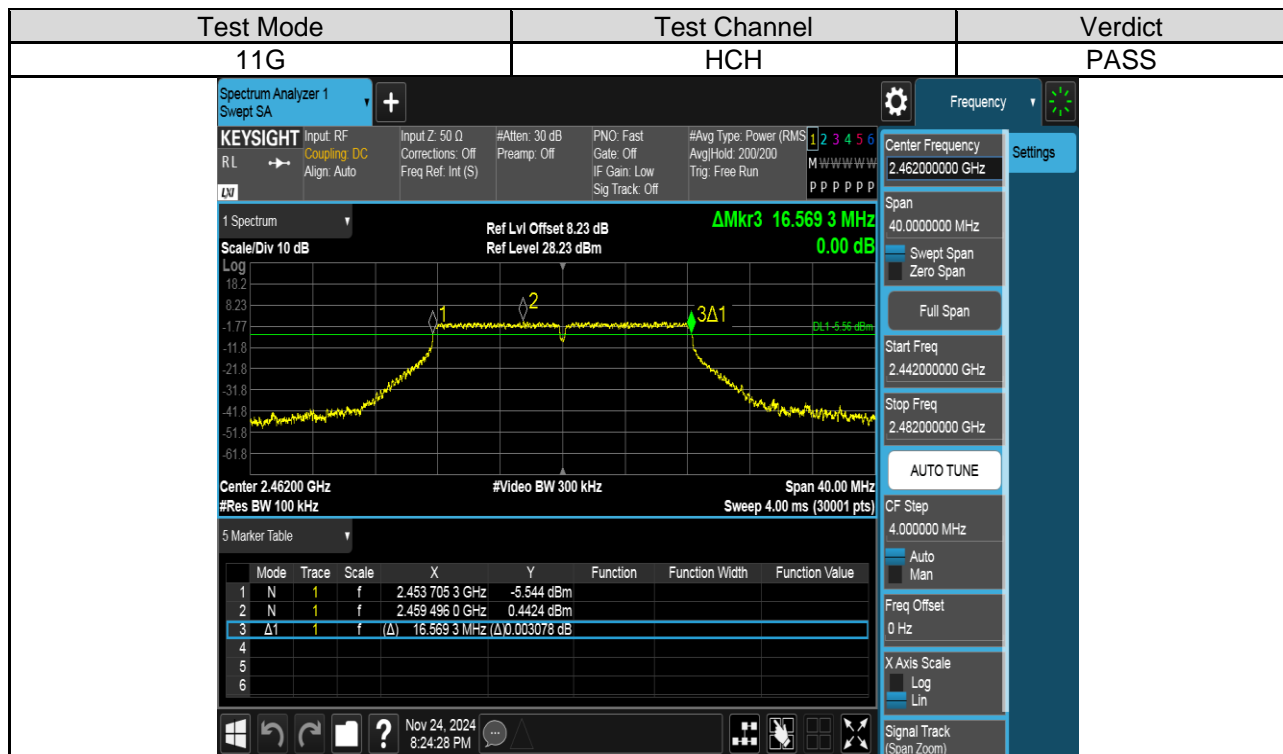 Test Mode Test Channel Verdict
11G HCH PASS
Spectrum Analyzer 1
Swept SA
+
Frequency
KEYSIGHT Input: RF Input Z: 50 Ω #Atten: 30 dB PNO: Fast #Avg Type: Power (RMS 1 2 3 4 5 6
RL Coupling: DC Corrections: Off Preamp: Off Gate: Off Avg|Hold: 200/200 M W W W W W
Align: Auto Freq Ref: Int (S) IF Gain: Low Trig: Free Run P P P P P P
Sig Track: Off
LXI
1 Spectrum Ref Lvl Offset 8.23 dB ΔMkr3 16.569 3 MHz
Scale/Div 10 dB Ref Level 28.23 dBm 0.00 dB
Log
18.2
8.23
-1.77
-11.8
-21.8
-31.8
-41.8
-51.8
-61.8
1
2
3Δ1
DL1 -5.56 dBm
Center 2.46200 GHz #Video BW 300 kHz Span 40.00 MHz
#Res BW 100 kHz Sweep 4.00 ms (30001 pts)
5 Marker Table
Mode Trace Scale X Y Function Function Width Function Value
1 N 1 f 2.453 705 3 GHz -5.544 dBm
2 N 1 f 2.459 496 0 GHz 0.4424 dBm
3 Δ1 1 f (Δ) 16.569 3 MHz (Δ)0.003078 dB
4
5
6
? Nov 24, 2024
8:24:28 PM
Center Frequency
2.462000000 GHz
Settings
Span
40.0000000 MHz
Swept Span
Zero Span
Full Span
Start Freq
2.442000000 GHz
Stop Freq
2.482000000 GHz
AUTO TUNE
CF Step
4.000000 MHz
Auto
Man
Freq Offset
0 Hz
X Axis Scale
Log
Lin
Signal Track
(Span Zoom)